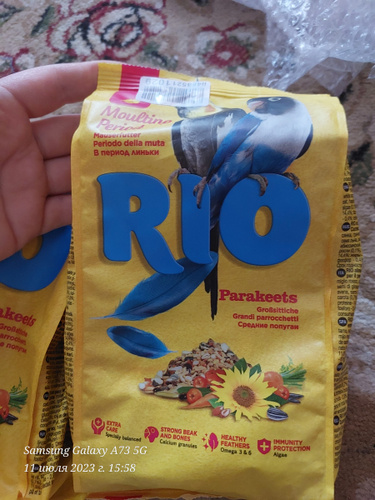 Moulting
Period
Mauserfutter
Periodo della muta
В период линьки
RIO
Parakeets
Großsittiche
Grandi parrocchetti
Средние попугаи
EXTRA
CARE
Specially balanced
STRONG BEAK
AND BONES
Calcium granules
HEALTHY
FEATHERS
Omega 3 & 6
IMMUNITY
PROTECTION
Algae
Samsung Galaxy A73 5G
11 июля 2023 г. 15:58